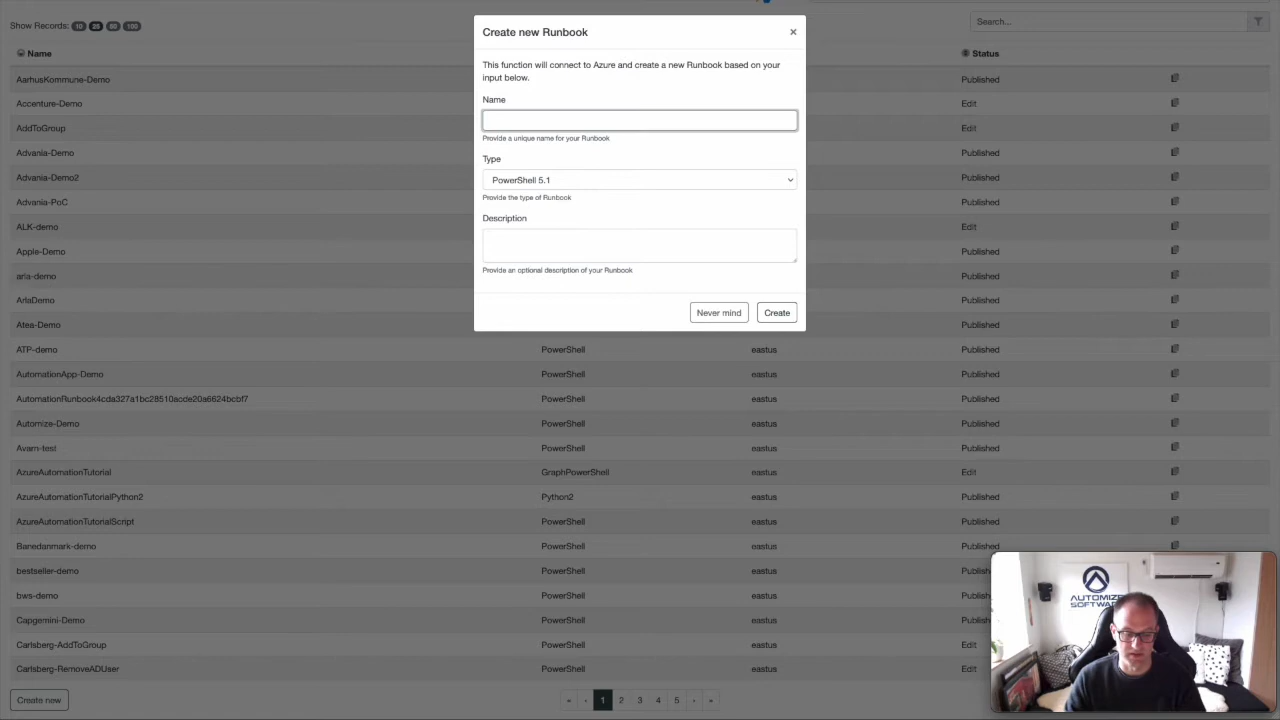 Show Records: 10 25 50 100
Search...
Name
Status
AarhusKommune-Demo
Published
Accenture-Demo
Edit
AddToGroup
Edit
Advania-Demo
Published
Advania-Demo2
Published
Advania-PoC
Published
ALK-demo
Edit
Apple-Demo
Published
arla-demo
Published
ArlaDemo
Published
Atea-Demo
Published
ATP-demo PowerShell eastus Published
AutomationApp-Demo PowerShell eastus Published
AutomationRunbook4cda327a1bc28510acde20a6624bcbf7 PowerShell eastus Published
Automize-Demo PowerShell eastus Published
Avarn-test PowerShell eastus Published
AzureAutomationTutorial GraphPowerShell eastus Edit
AzureAutomationTutorialPython2 Python2 eastus Published
AzureAutomationTutorialScript PowerShell eastus Published
Banedanmark-demo PowerShell eastus Published
bestseller-demo PowerShell eastus
bws-demo PowerShell eastus
Capgemini-Demo PowerShell eastus
Carlsberg-AddToGroup PowerShell eastus Edit
Carlsberg-RemoveADUser PowerShell eastus Edit
Create new
« ‹ 1 2 3 4 5 › »
Create new Runbook
×
This function will connect to Azure and create a new Runbook based on your
input below.
Name
Provide a unique name for your Runbook
Type
PowerShell 5.1
Provide the type of Runbook
Description
Provide an optional description of your Runbook
Never mind
Create
AUTOMIZE
SOFTWARE